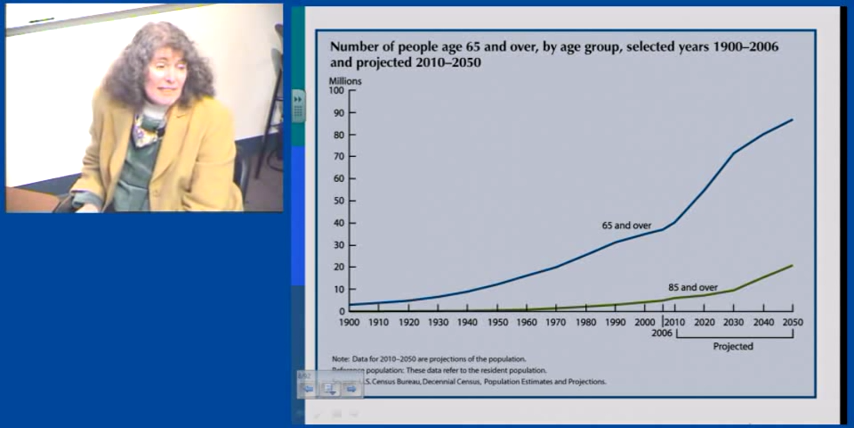 Number of people age 65 and over, by age group, selected years 1900–2006
and projected 2010–2050
Millions
100
90
80
70
60
50
40
30
20
10
0
65 and over
85 and over
1900 1910 1920 1930 1940 1950 1960 1970 1980 1990 2000 2010 2020 2030 2040 2050
2006
Projected
Note: Data for 2010–2050 are projections of the population.
Reference population: These data refer to the resident population.
U.S. Census Bureau, Decennial Census, Population Estimates and Projections.